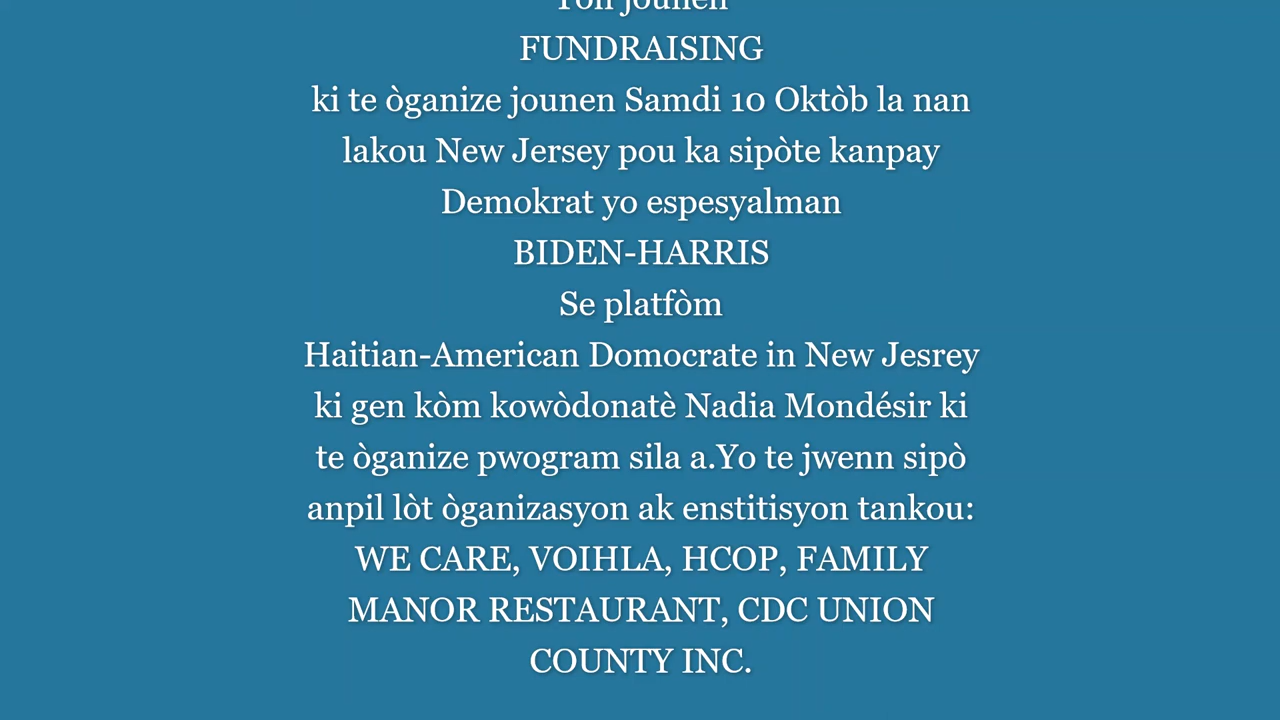 Yon jounen
FUNDRAISING
ki te òganize jounen Samdi 10 Oktòb la nan
lakou New Jersey pou ka sipòte kanpay
Demokrat yo espesyalman
BIDEN-HARRIS
Se platfòm
Haitian-American Domocrate in New Jesrey
ki gen kòm kowòdonatè Nadia Mondésir ki
te òganize pwogram sila a.Yo te jwenn sipò
anpil lòt òganizasyon ak enstitisyon tankou:
WE CARE, VOIHLA, HCOP, FAMILY
MANOR RESTAURANT, CDC UNION
COUNTY INC.